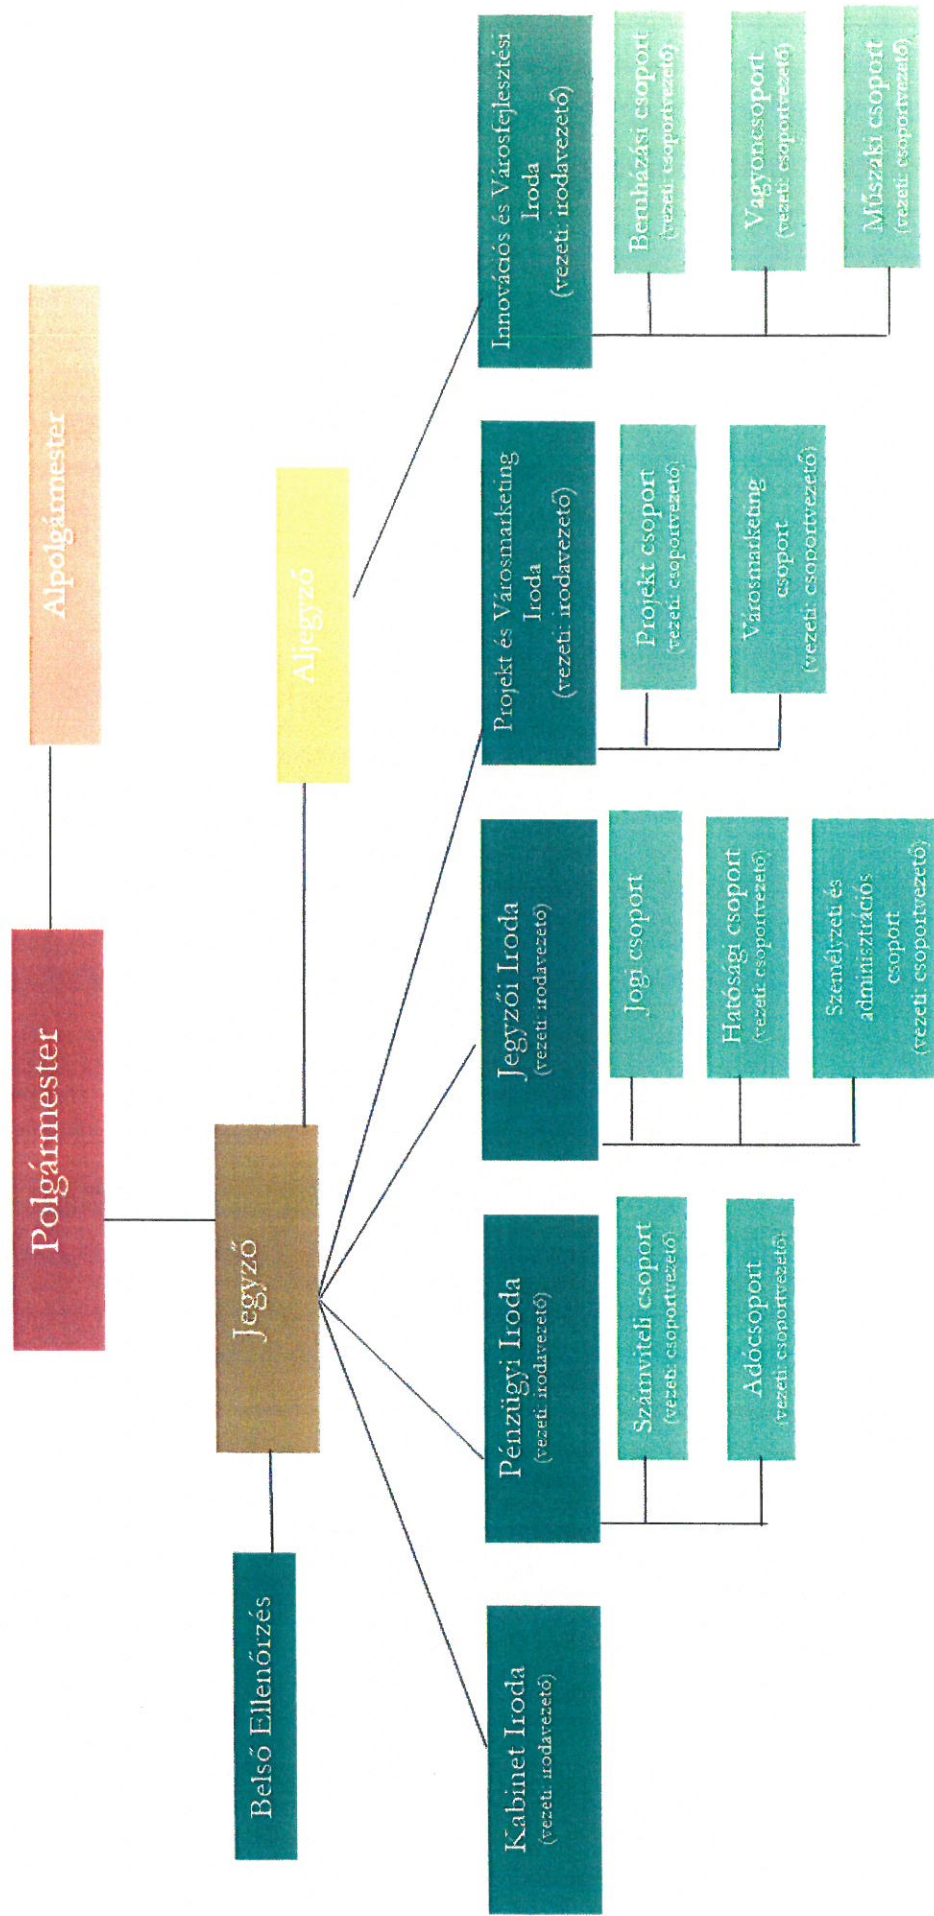 Polgármester
Alpolgármester
Belső Ellenőrzés
Jegyző
Aljegyző
Kabinet Iroda
(vezeti: irodavezető)
Pénzügyi Iroda
(vezeti: irodavezető)
Számviteli csoport
(vezeti: csoportvezető)
Adócsoport
(vezeti: csoportvezető)
Jegyzői Iroda
(vezeti: irodavezető)
Jogi csoport
Hatósági csoport
(vezeti: csoportvezető)
Személyzeti és
adminisztrációs
csoport
(vezeti: csoportvezető)
Projekt és Városmarketing
Iroda
(vezeti: irodavezető)
Projekt csoport
(vezeti: csoportvezető)
Városmarketing
csoport
(vezeti: csoportvezető)
Innovációs és Városfejlesztési
Iroda
(vezeti: irodavezető)
Beruházási csoport
(vezeti: csoportvezető)
Vagyoncsoport
(vezeti: csoportvezető)
Műszaki csoport
(vezeti: csoportvezető)